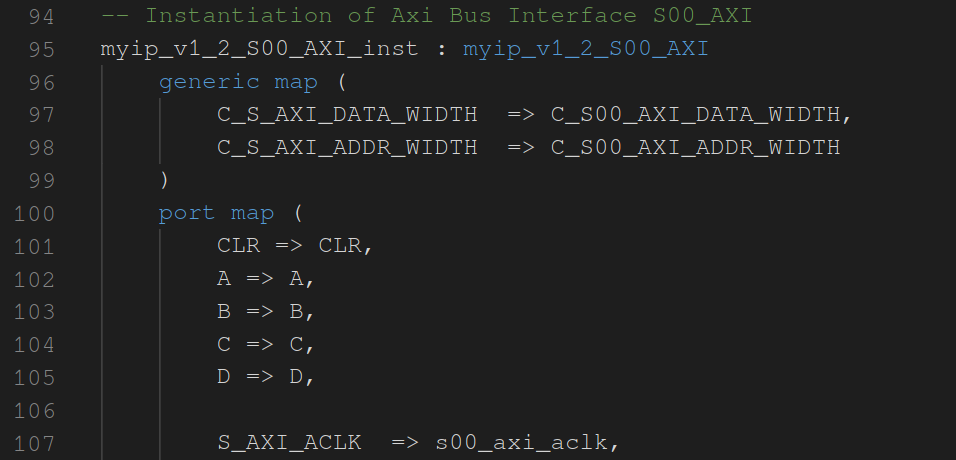 94 -- Instantiation of Axi Bus Interface S00_AXI
95 myip_v1_2_S00_AXI_inst : myip_v1_2_S00_AXI
96 generic map (
97 C_S_AXI_DATA_WIDTH => C_S00_AXI_DATA_WIDTH,
98 C_S_AXI_ADDR_WIDTH => C_S00_AXI_ADDR_WIDTH
99 )
100 port map (
101 CLR => CLR,
102 A => A,
103 B => B,
104 C => C,
105 D => D,
106
107 S_AXI_ACLK => s00_axi_aclk,